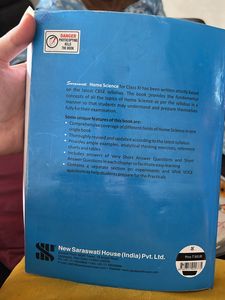 DANGER
PHOTOCOPYING
KILLS
THE BOOK
Saraswati Home Science for Class XI has been written strictly based
on the latest CBSE syllabus. The book provides the fundamental
concepts of all the topics of Home Science as per the syllabus in a
manner so that students may understand and prepare themselves
fully for their examination.
Some unique features of this book are:
• Comprehensive coverage of different fields of Home Science in one
single book
• Thoroughly revised and updated according to the latest syllabus
• Provides ample examples, analytical thinking exercises, relevant
charts and tables
• Includes answers of Very Short Answer Questions and Short
Answer Questions in each chapter to facilitate easy learning
• Contains a separate section on experiments and
questions to help students prepare for the Practicals
New Saraswati House (India) Pvt. Ltd.